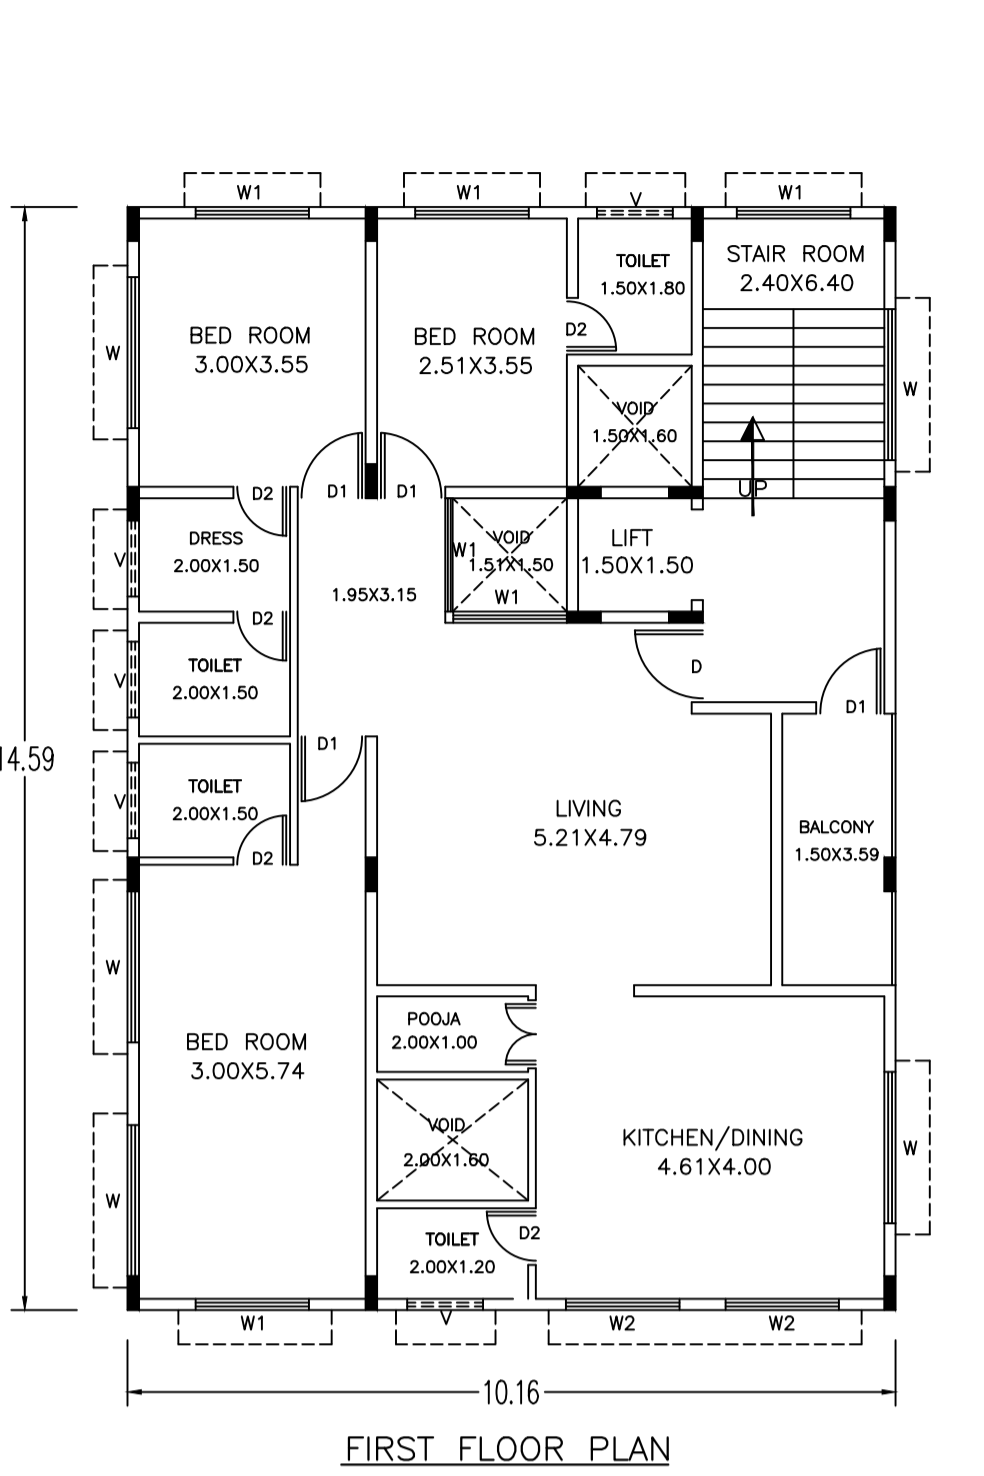 W1
W1
V
W1
STAIR ROOM
2.40X6.40
TOILET
1.50X1.80
BED ROOM
3.00X3.55
BED ROOM
2.51X3.55
D2
W
W
VOID
1.50X1.60
D1
D1
D2
UP
DRESS
2.00X1.50
V
W1
VOID
1.51X1.50
W1
LIFT
1.50X1.50
1.95X3.15
D2
TOILET
2.00X1.50
V
D
D1
D1
14.59
TOILET
2.00X1.50
V
D2
LIVING
5.21X4.79
BALCONY
1.50X3.59
W
POOJA
2.00X1.00
BED ROOM
3.00X5.74
VOID
2.00X1.60
KITCHEN/DINING
4.61X4.00
W
W
TOILET
2.00X1.20
D2
W1
V
W2
W2
10.16
FIRST FLOOR PLAN